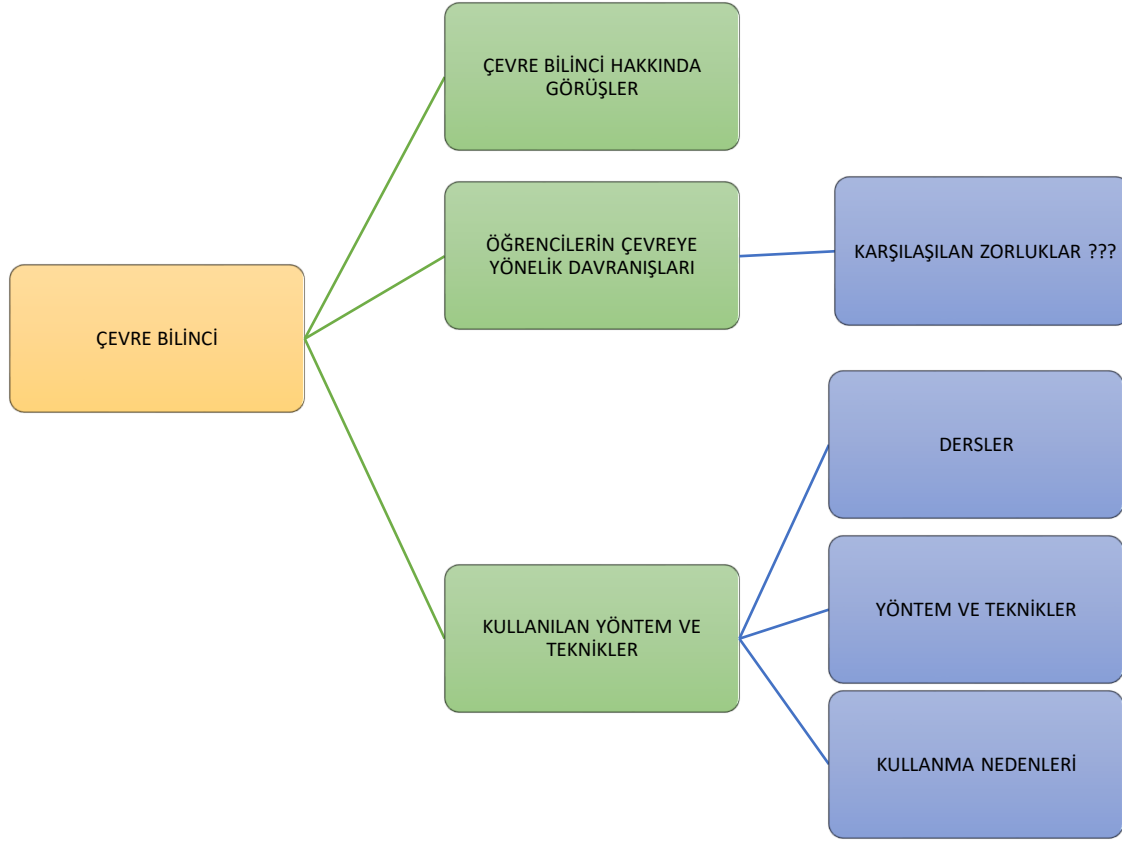 ÇEVRE BİLİNCİ
ÇEVRE BİLİNCİ HAKKINDA
GÖRÜŞLER
ÖĞRENCİLERİN ÇEVREYE
YÖNELİK DAVRANIŞLARI
KARŞILAŞILAN ZORLUKLAR ???
KULLANILAN YÖNTEM VE
TEKNİKLER
DERSLER
YÖNTEM VE TEKNİKLER
KULLANMA NEDENLERİ